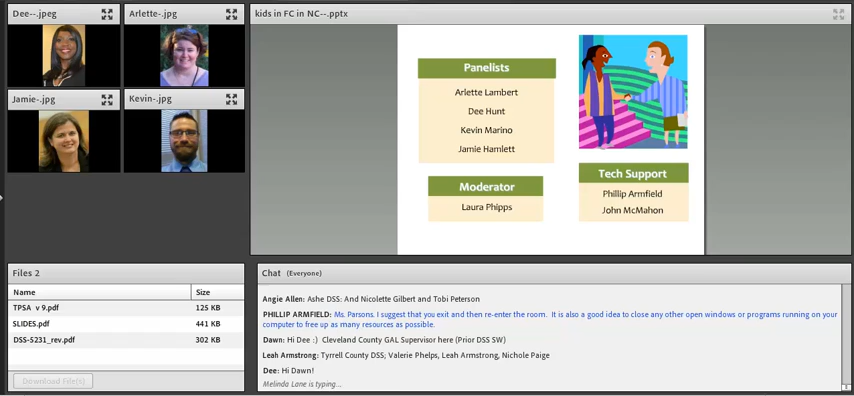 Dee--.jpeg
Arlette-.jpg
Jamie-.jpg
Kevin-.jpg
kids in FC in NC--.pptx
Panelists
Arlette Lambert
Dee Hunt
Kevin Marino
Jamie Hamlett
Moderator
Laura Phipps
Tech Support
Phillip Armfield
John McMahon
Files 2
Name Size
TPSA v 9.pdf 125 KB
SLIDES.pdf 441 KB
DSS-5231_rev.pdf 302 KB
Download File(s)
Chat (Everyone)
Angie Allen: Ashe DSS: And Nicolette Gilbert and Tobi Peterson
PHILLIP ARMFIELD: Ms. Parsons. I suggest that you exit and then re-enter the room. It is also a good idea to close any other open windows or programs running on your
computer to free up as many resources as possible.
Dawn: Hi Dee :) Cleveland County GAL Supervisor here (Prior DSS SW)
Leah Armstrong: Tyrrell County DSS; Valerie Phelps, Leah Armstrong, Nichole Paige
Dee: Hi Dawn!
Melinda Lane is typing...